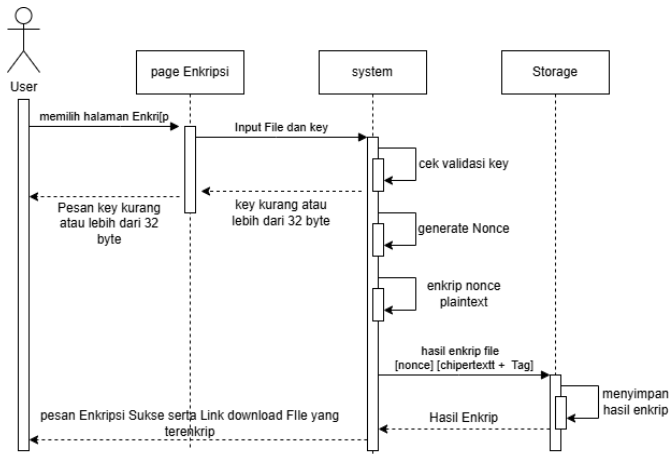 User
page Enkripsi
system
Storage
memilih halaman Enkri[p
Input File dan key
cek validasi key
Pesan key kurang
atau lebih dari 32
byte
key kurang atau
lebih dari 32 byte
generate Nonce
enkrip nonce
plaintext
hasil enkrip file
[nonce] [chipertextt + Tag]
menyimpan
hasil enkrip
Hasil Enkrip
pesan Enkripsi Sukse serta Link download FIle yang
terenkrip